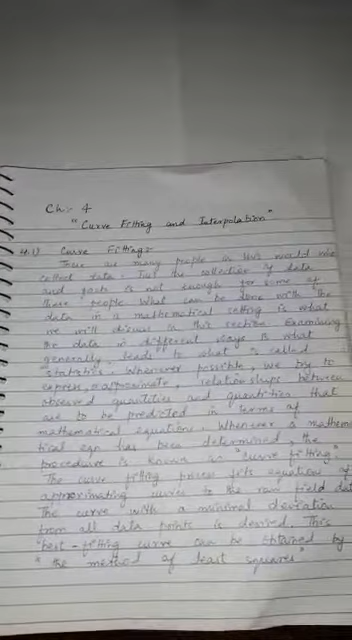 Ch:- 4
"Curve Fitting and Interpolation"
4.1) Curve Fitting:-
There are many people in this world who
collect data. But the collection of data
and facts is not enough for some of
these people. What can be done with the
data in a mathematical setting is what
we will discuss in this section. Examining
the data in different ways is what
generally leads to what is called
statistics. Whenever possible, we try to
express, approximate, relationships between
observed quantities and quantities that
are to be predicted in terms of
mathematical equations. Whenever a mathema-
tical eqn has been determined, the
procedure is known as "curve fitting".
The curve fitting process fits equation of
approximating curves to the raw field data
The curve with a minimal deviation
from all data points is desired. This
"best-fitting curve can be obtained by
"the method of least squares"